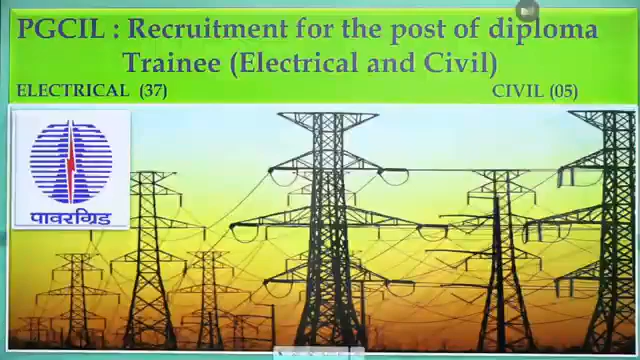 PGCIL : Recruitment for the post of diploma
Trainee (Electrical and Civil)
ELECTRICAL (37) CIVIL (05)
पावरग्रिड